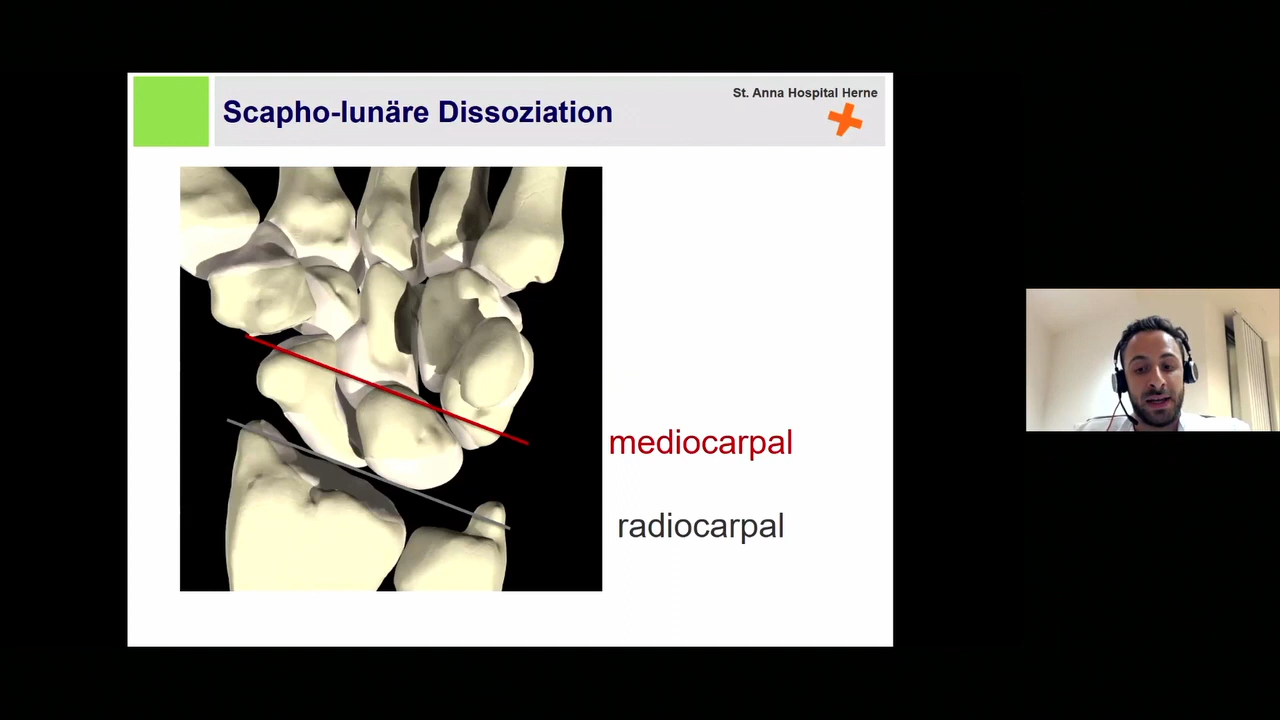 Scapho-lunäre Dissoziation
St. Anna Hospital Herne
mediocarpal
radiocarpal